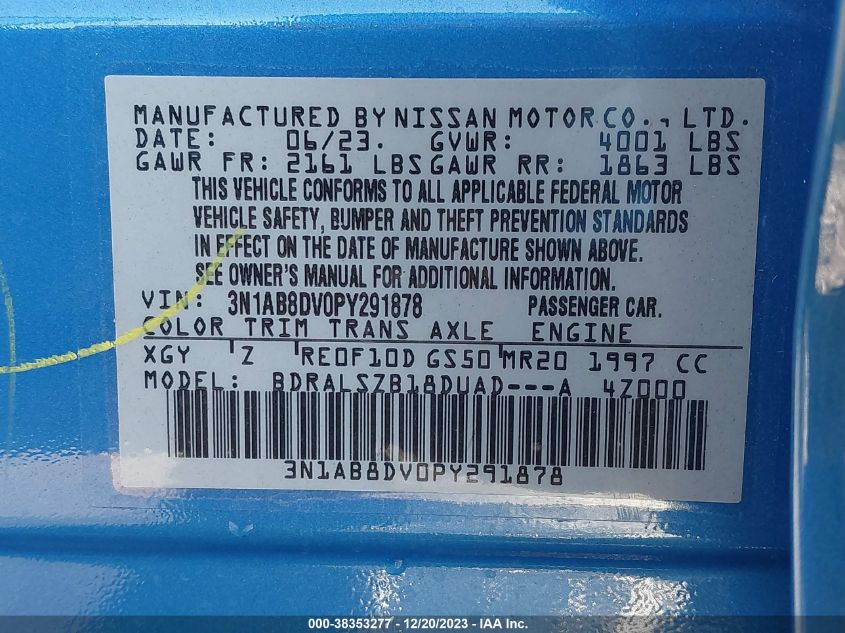 MANUFACTURED BY NISSAN MOTOR CO., LTD.
DATE: 06/23. GVWR: 4001 LBS
GAWR FR: 2161 LBS GAWR RR: 1863 LBS
THIS VEHICLE CONFORMS TO ALL APPLICABLE FEDERAL MOTOR
VEHICLE SAFETY, BUMPER AND THEFT PREVENTION STANDARDS
IN EFFECT ON THE DATE OF MANUFACTURE SHOWN ABOVE.
SEE OWNER'S MANUAL FOR ADDITIONAL INFORMATION.
VIN: 3N1AB8DV0PY291878 PASSENGER CAR.
COLOR TRIM TRANS AXLE ENGINE
XGY Z RE0F10D GS50 MR20 1997 CC
MODEL: BDRALSZB18DUAD---A 4Z000
3N1AB8DV0PY291878
000-38353277 - 12/20/2023 - IAA Inc.